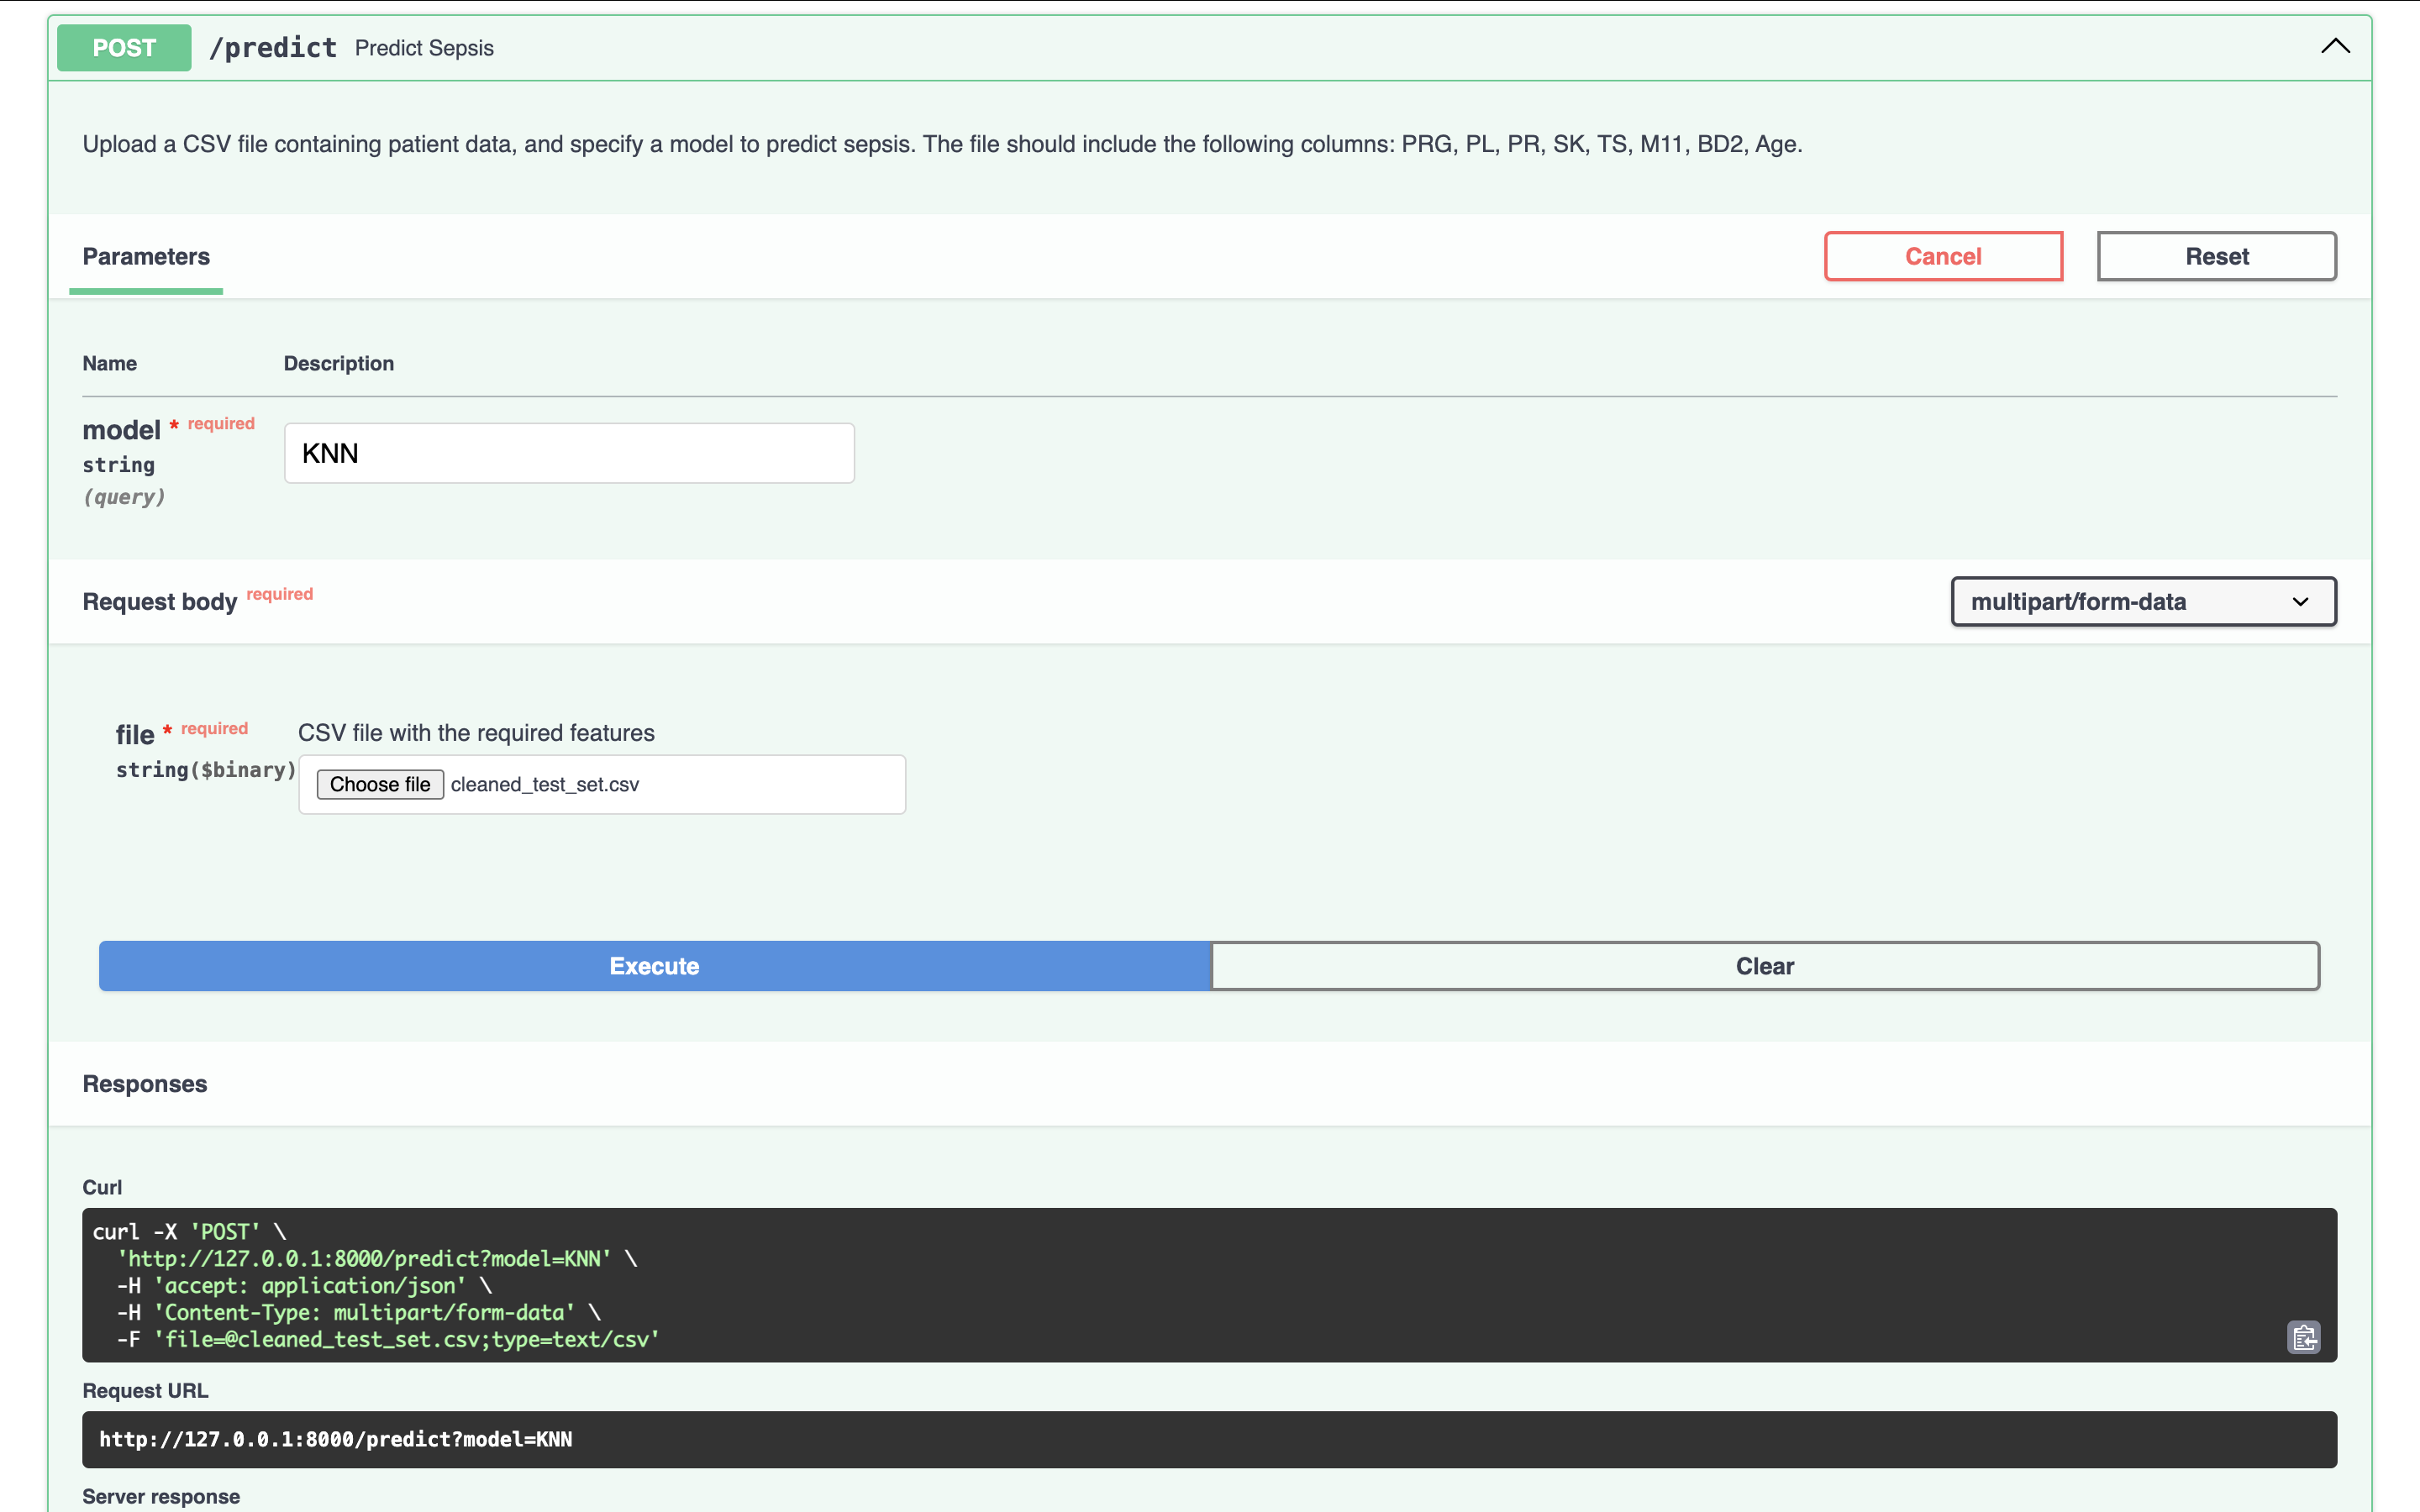 POST /predict Predict Sepsis
Upload a CSV file containing patient data, and specify a model to predict sepsis. The file should include the following columns: PRG, PL, PR, SK, TS, M11, BD2, Age.
Parameters Cancel Reset
Name Description
model * required KNN
string
(query)
Request body required multipart/form-data
file * required CSV file with the required features
string($binary) Choose file cleaned_test_set.csv
Execute Clear
Responses
Curl
curl -X 'POST' \
'http://127.0.0.1:8000/predict?model=KNN' \
-H 'accept: application/json' \
-H 'Content-Type: multipart/form-data' \
-F 'file=@cleaned_test_set.csv;type=text/csv'
Request URL
http://127.0.0.1:8000/predict?model=KNN
Server response